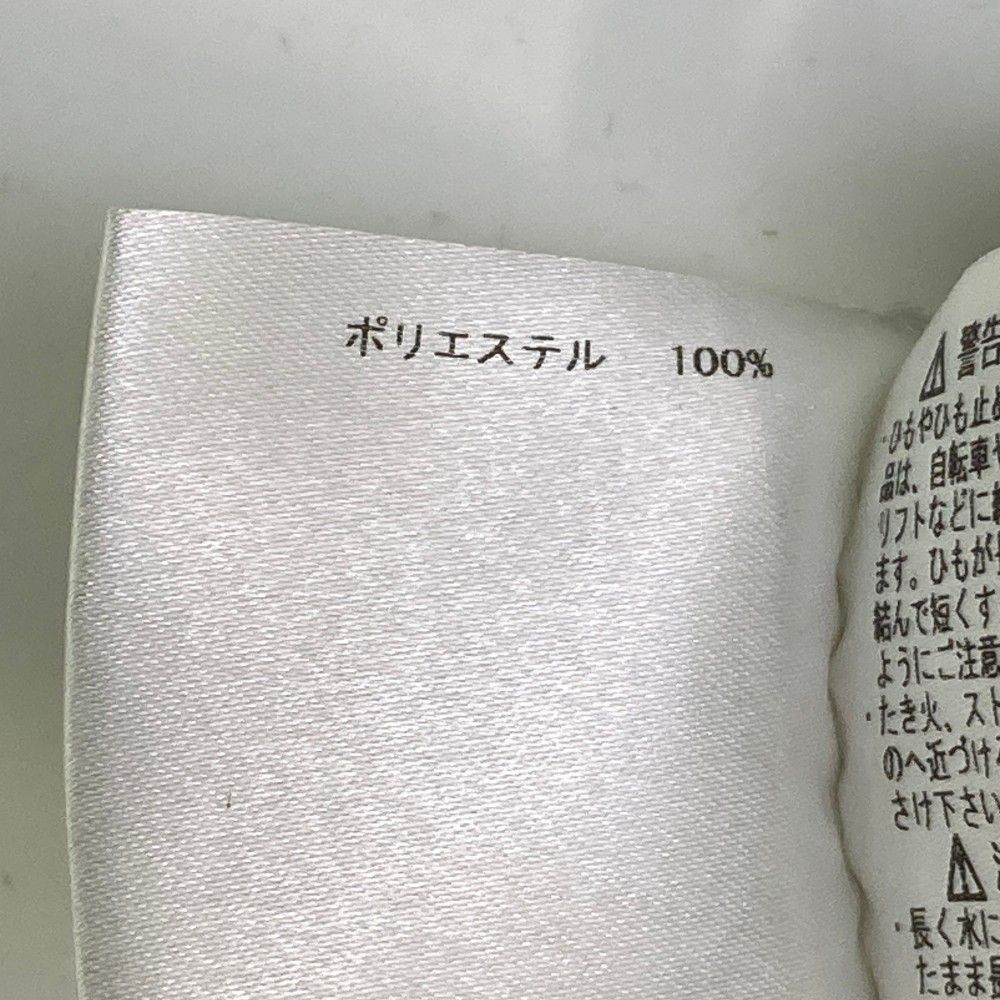 ポリエステル 100%
⚠警告
・ひもやひも止め
品は、自転車や
リフトなどに
ます。ひもが
結んで短くす
ようにご注意
・たき火、スト
のへ近づける
さけ下さい
⚠
・長く水に
たまま長